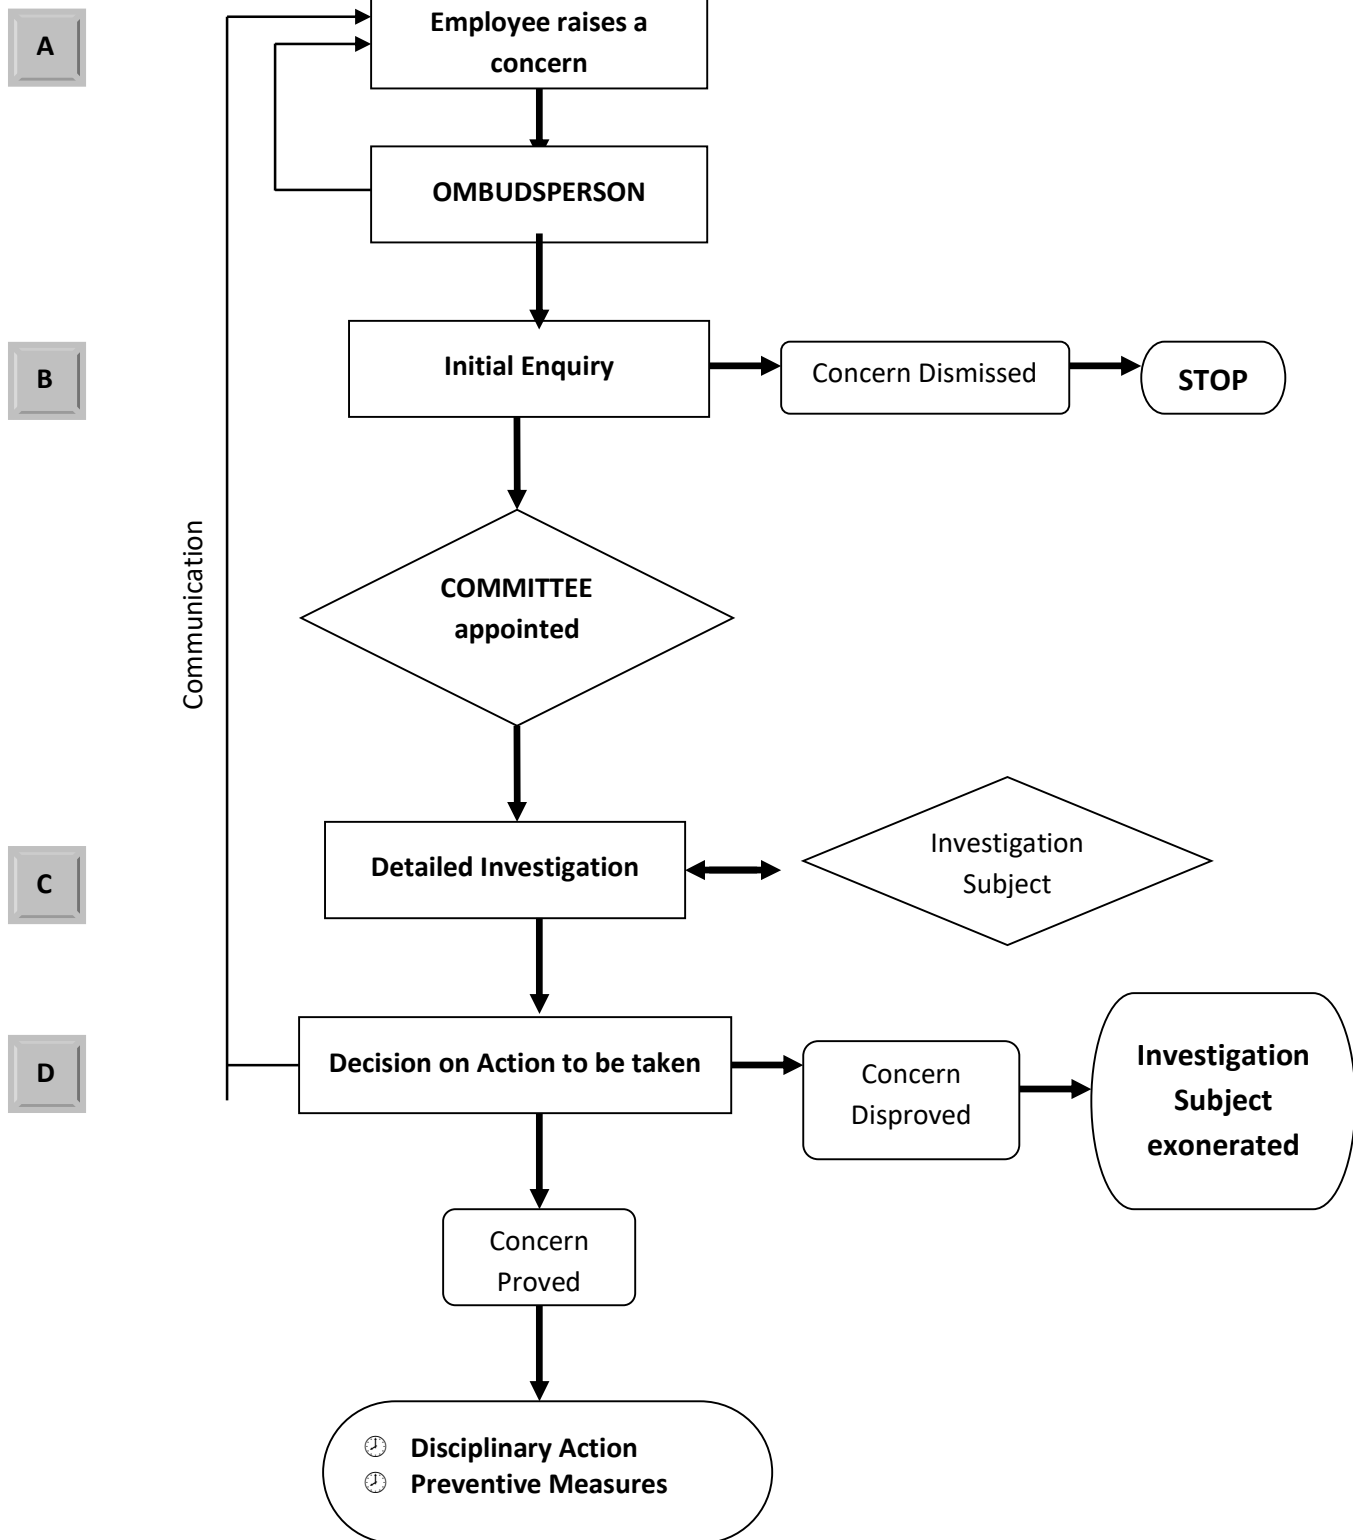 A
Employee raises a
concern
OMBUDSPERSON
B
Initial Enquiry
Concern Dismissed
STOP
Communication
COMMITTEE
appointed
C
Detailed Investigation
Investigation
Subject
D
Decision on Action to be taken
Concern
Disproved
Investigation
Subject
exonerated
Concern
Proved
Disciplinary Action
Preventive Measures